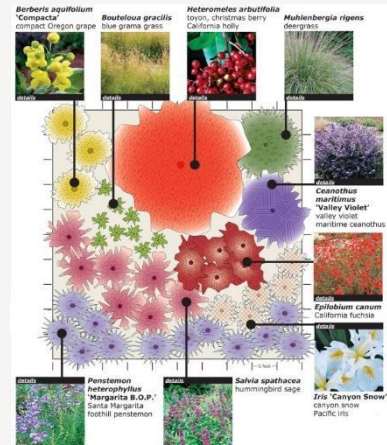 Berberis aquifolium
'Compacta'
compact Oregon grape
Bouteloua gracilis
blue grama grass
Heteromeles arbutifolia
toyon, christmas berry
California holly
Muhlenbergia rigens
deergrass
details
details
details
details
details
Ceanothus
maritimus
'Valley Violet'
valley violet
maritime ceanothus
details
Epilobium canum
California fuchsia
details
Iris 'Canyon Snow'
canyon snow
Pacific iris
details
Penstemon
heterophyllus
'Margarita B.O.P.'
Santa Margarita
foothill penstemon
details
Salvia spathacea
hummingbird sage